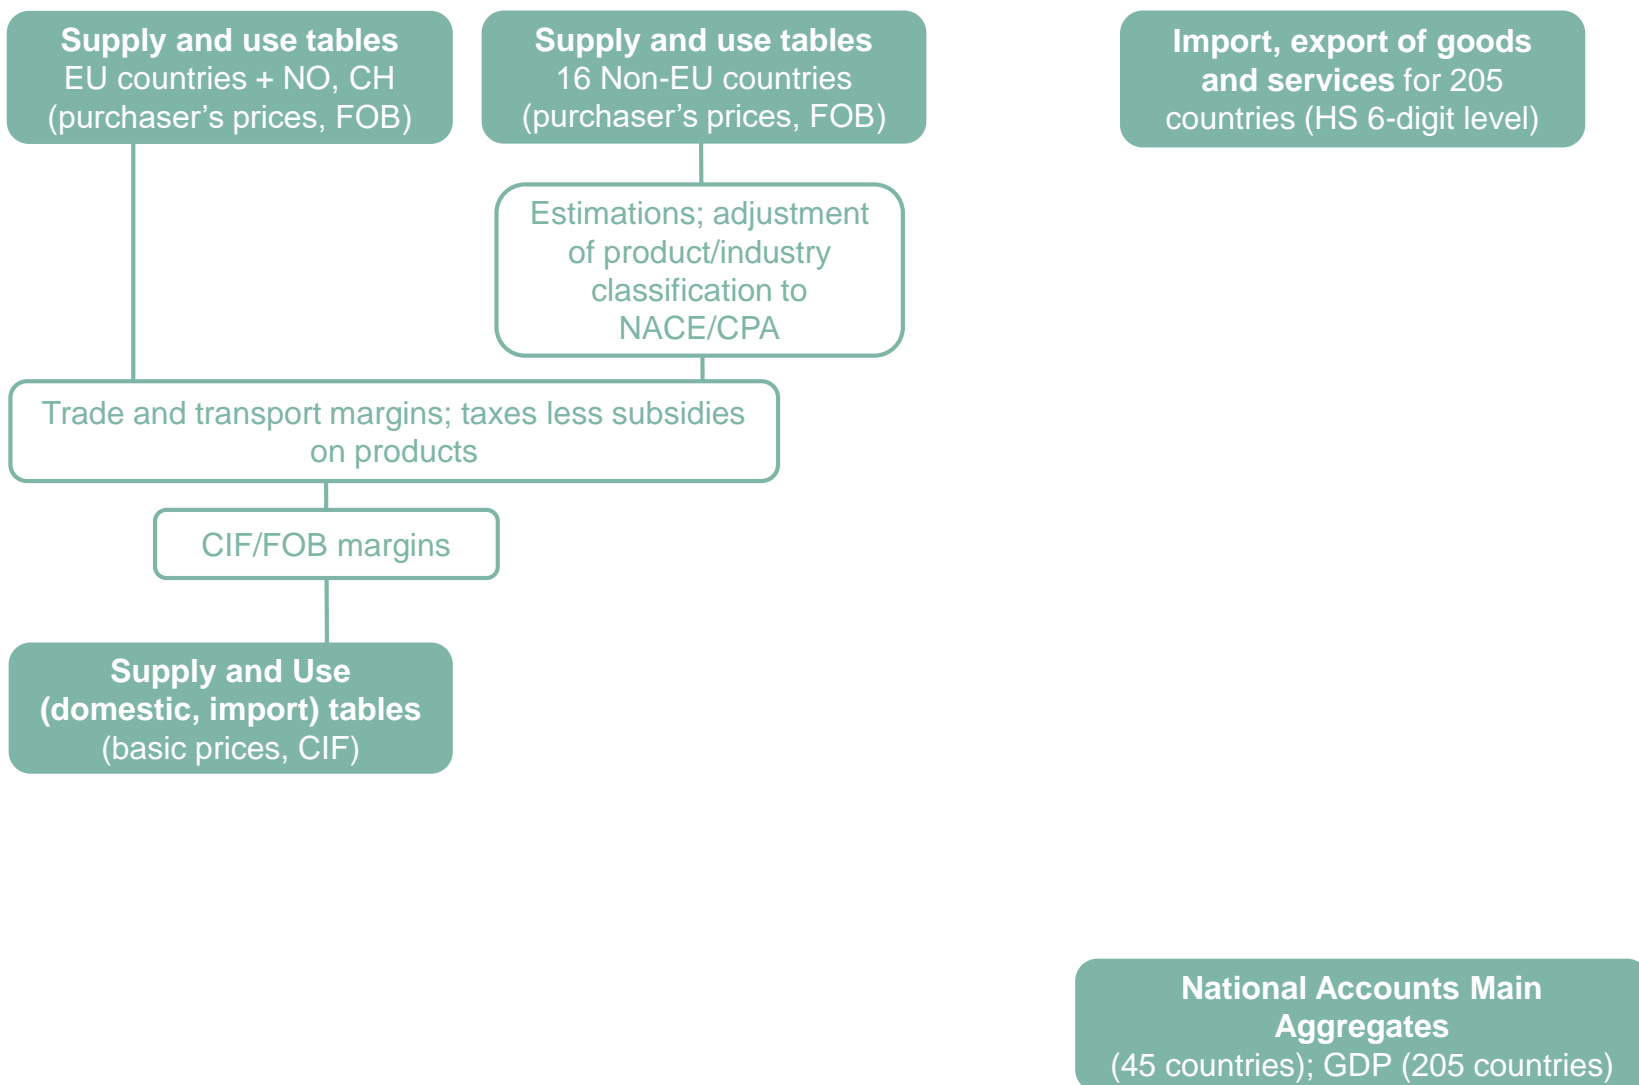 Supply and use tables
EU countries + NO, CH
(purchaser's prices, FOB)
Supply and use tables
16 Non-EU countries
(purchaser's prices, FOB)
Import, export of goods
and services for 205
countries (HS 6-digit level)
Estimations; adjustment
of product/industry
classification to
NACE/CPA
Trade and transport margins; taxes less subsidies
on products
CIF/FOB margins
Supply and Use
(domestic, import) tables
(basic prices, CIF)
National Accounts Main
Aggregates
(45 countries); GDP (205 countries)